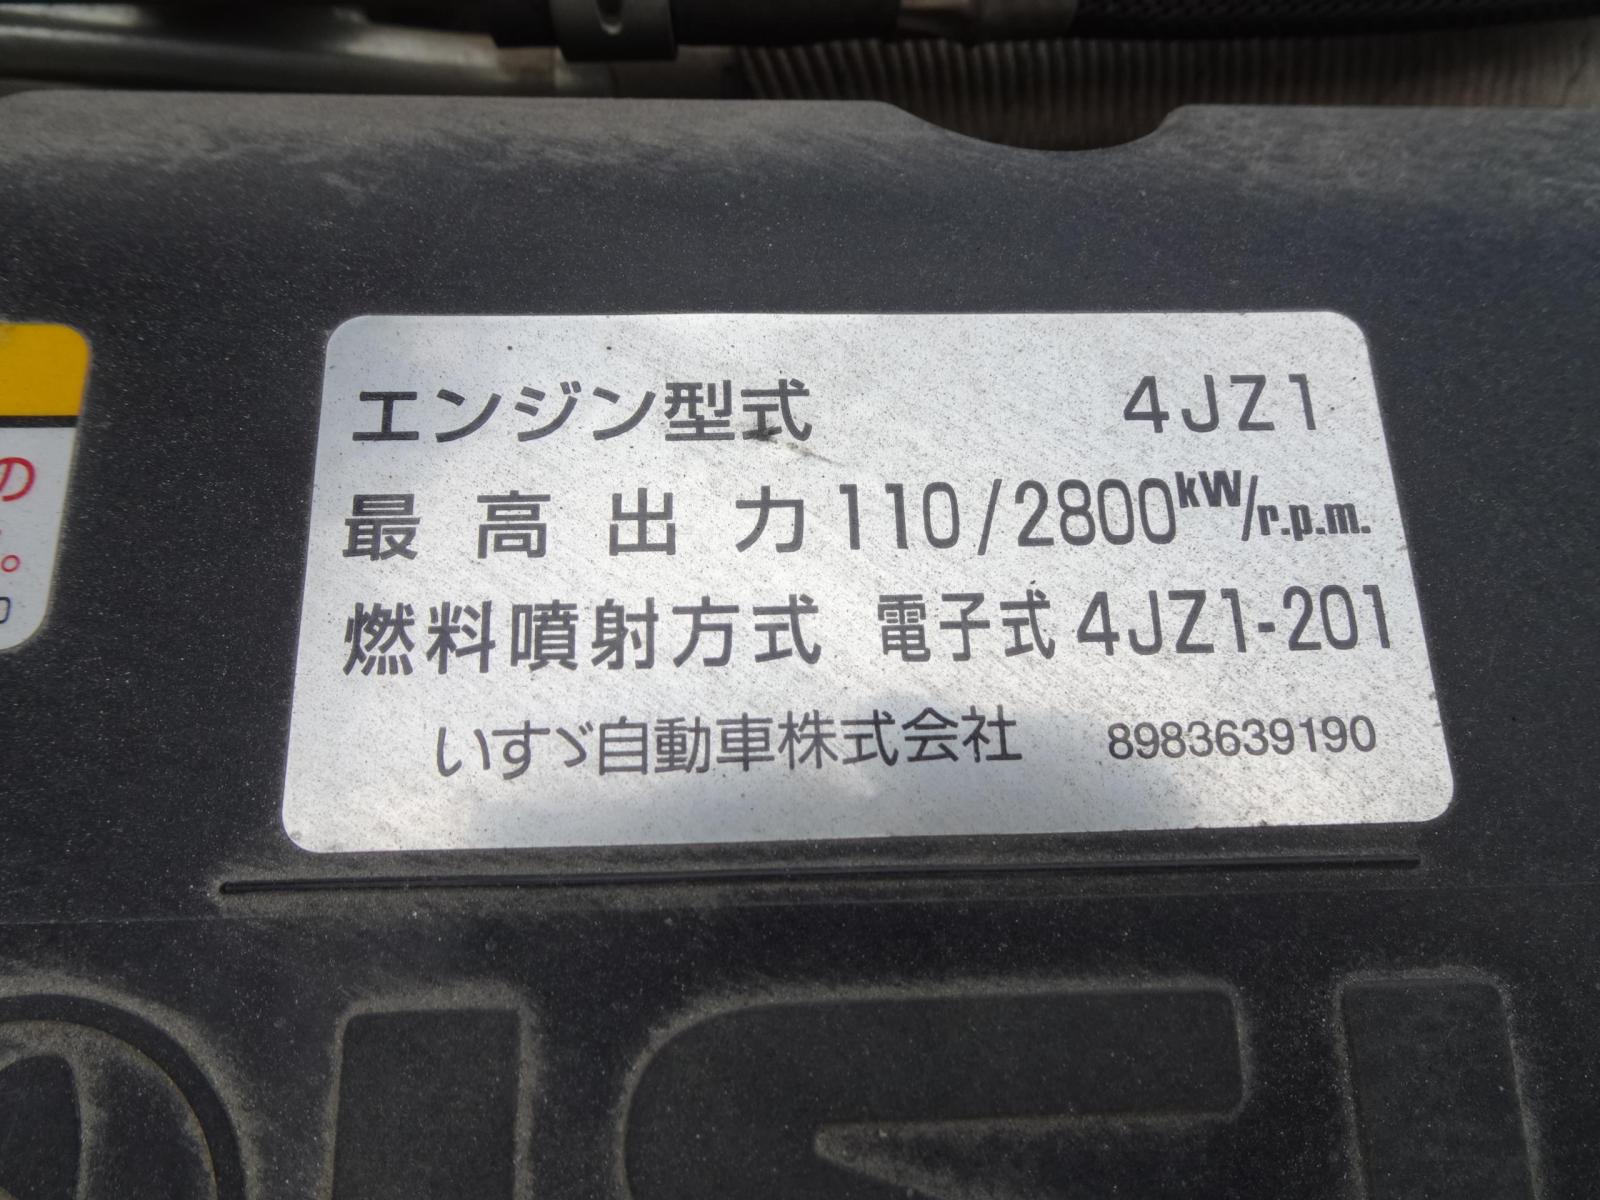 エンジン型式 4JZ1
最高出力 110/2800kW/r.p.m.
燃料噴射方式 電子式 4JZ1-201
いすゞ自動車株式会社 8983639190
の
。